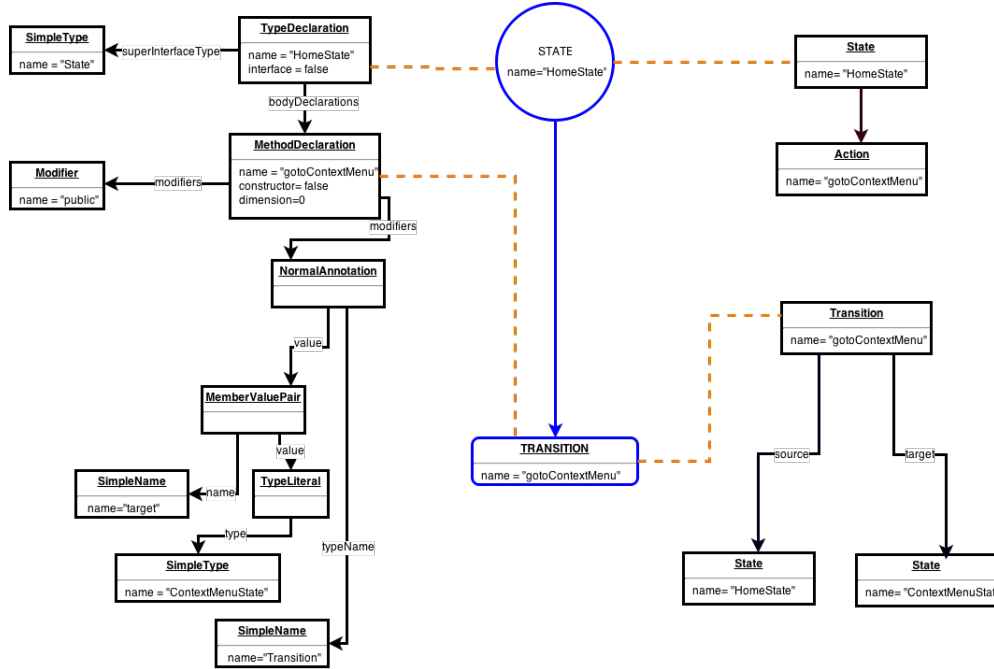 SimpleType
name = "State"
superInterfaceType
TypeDeclaration
name = "HomeState"
interface = false
STATE
name="HomeState"
State
name= "HomeState"
bodyDeclarations
Modifier
name = "public"
modifiers
MethodDeclaration
name = "gotoContextMenu"
constructor= false
dimension=0
modifiers
Action
name= "gotoContextMenu"
NormalAnnotation
Transition
name= "gotoContextMenu"
value
MemberValuePair
TRANSITION
name = "gotoContextMenu"
source
target
value
SimpleName
name="target"
name
TypeLiteral
type
typeName
SimpleType
name = "ContextMenuState"
State
name= "HomeState"
State
name= "ContextMenuStat
SimpleName
name="Transition"